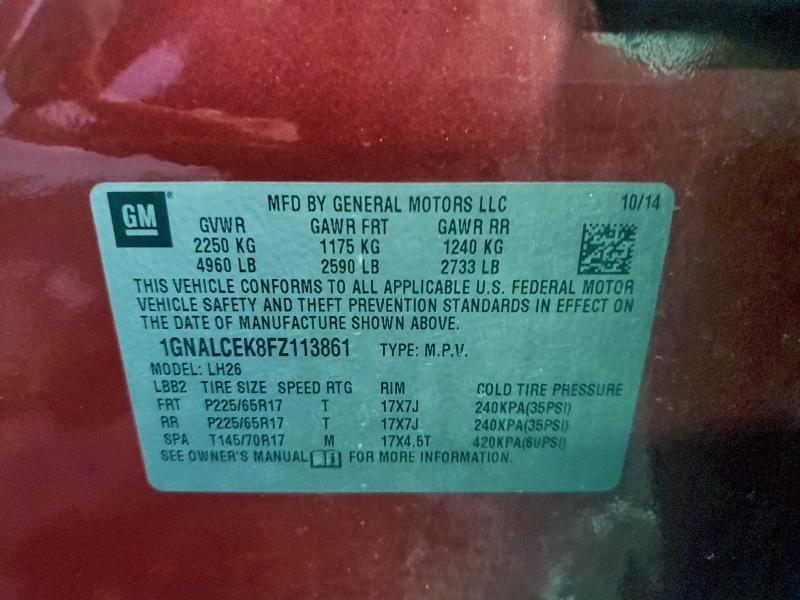 GM® MFD BY GENERAL MOTORS LLC 10/14
GVWR GAWR FRT GAWR RR
2250 KG 1175 KG 1240 KG
4960 LB 2590 LB 2733 LB
THIS VEHICLE CONFORMS TO ALL APPLICABLE U.S. FEDERAL MOTOR
VEHICLE SAFETY AND THEFT PREVENTION STANDARDS IN EFFECT ON
THE DATE OF MANUFACTURE SHOWN ABOVE.
1GNALCEK8FZ113861 TYPE: M.P.V.
MODEL: LH26
LBB2 TIRE SIZE SPEED RTG RIM COLD TIRE PRESSURE
FRT P225/65R17 T 17X7J 240KPA(35PSI)
RR P225/65R17 T 17X7J 240KPA(35PSI)
SPA T145/70R17 M 17X4.5T 420KPA(60PSI)
SEE OWNER'S MANUAL FOR MORE INFORMATION.